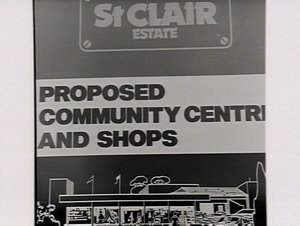 St CLAIR
ESTATE
PROPOSED
COMMUNITY CENTR
AND SHOPS